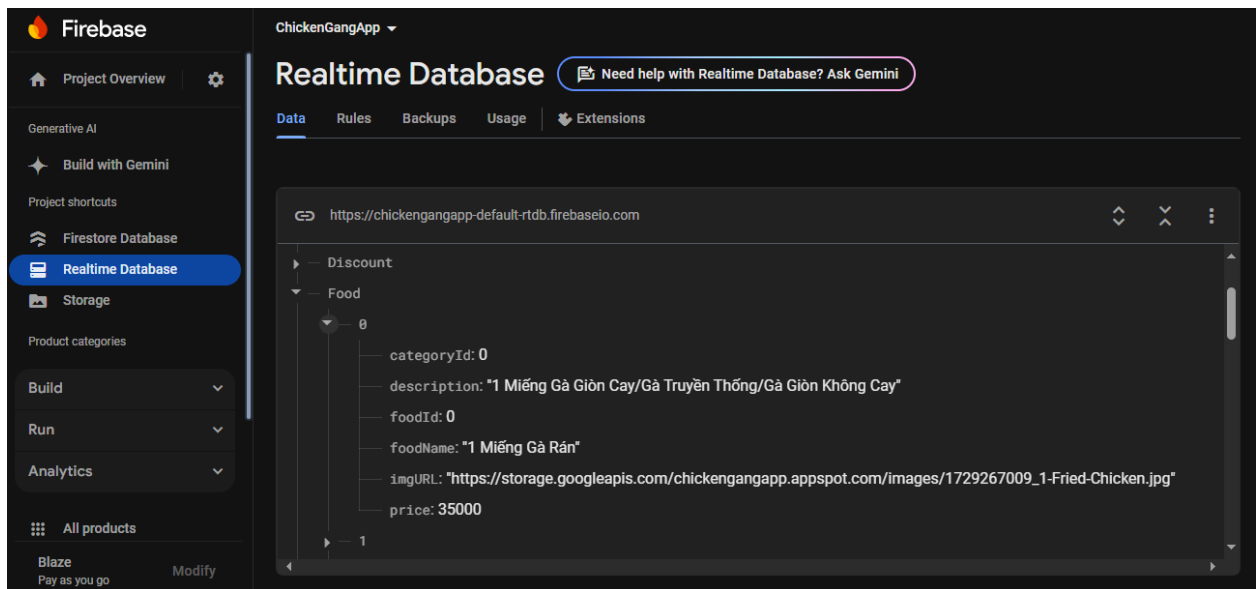 Firebase
Project Overview
Generative AI
Build with Gemini
Project shortcuts
Firestore Database
Realtime Database
Storage
Product categories
Build
Run
Analytics
All products
Blaze
Pay as you go
Modify
ChickenGangApp
Realtime Database
Need help with Realtime Database? Ask Gemini
Data Rules Backups Usage Extensions
https://chickengangapp-default-rtdb.firebaseio.com
Discount
Food
0
categoryId: 0
description: "1 Miếng Gà Giòn Cay/Gà Truyền Thống/Gà Giòn Không Cay"
foodId: 0
foodName: "1 Miếng Gà Rán"
imgURL: "https://storage.googleapis.com/chickengangapp.appspot.com/images/1729267009_1-Fried-Chicken.jpg"
price: 35000
1